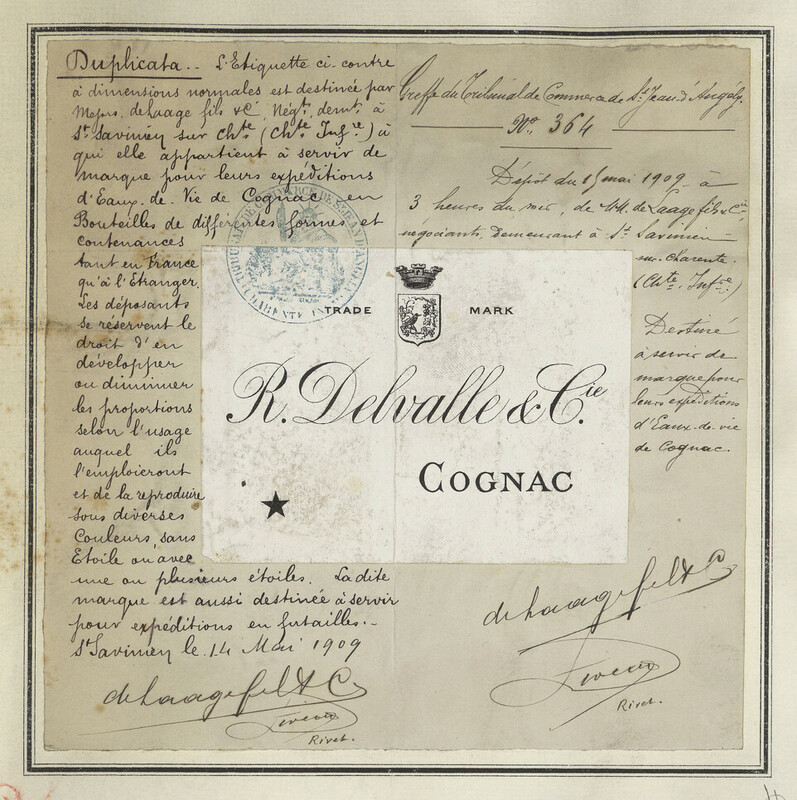 Duplicata.. L'Etiquette ci-contre
à dimensions normales est destinée par
Messrs. de Laage fils & Cie, Négts, demt. à
St Savinien sur Chte (Chte Infre) à
qui elle appartient à servir de
marque pour leurs expéditions
d'Eaux-de-Vie de Cognac en
Bouteilles de différentes formes et
contenances
tant en France
qu'à l'Etranger.
Les déposants
se réservent le
droit d'en
développer
ou diminuer
les proportions
selon l'usage
auquel ils
l'emploieront
et de la reproduire
sous diverses
Couleurs, sans
Etoile ou avec
une ou plusieurs étoiles. La dite
marque est aussi destinée à servir
pour expéditions en futailles.-
St Savinien le 14 Mai 1909
de Laage fils & C
Rivet.
Greffe du Tribunal de Commerce de St Jean d'Angély.
No. 364
Dépôt du 15 mai 1909 à
3 heures du soir, de MM. de Laage fils & Cie
négociants, demeurant à St Savinien
sur-Charente.
(Chte Infre)
Destiné
à servir de
marque pour
leurs expéditions
d'Eaux-de-vie
de Cognac.
TRADE MARK
R. Delvalle & Cie.
COGNAC
de Laage fils & C
Rivet.